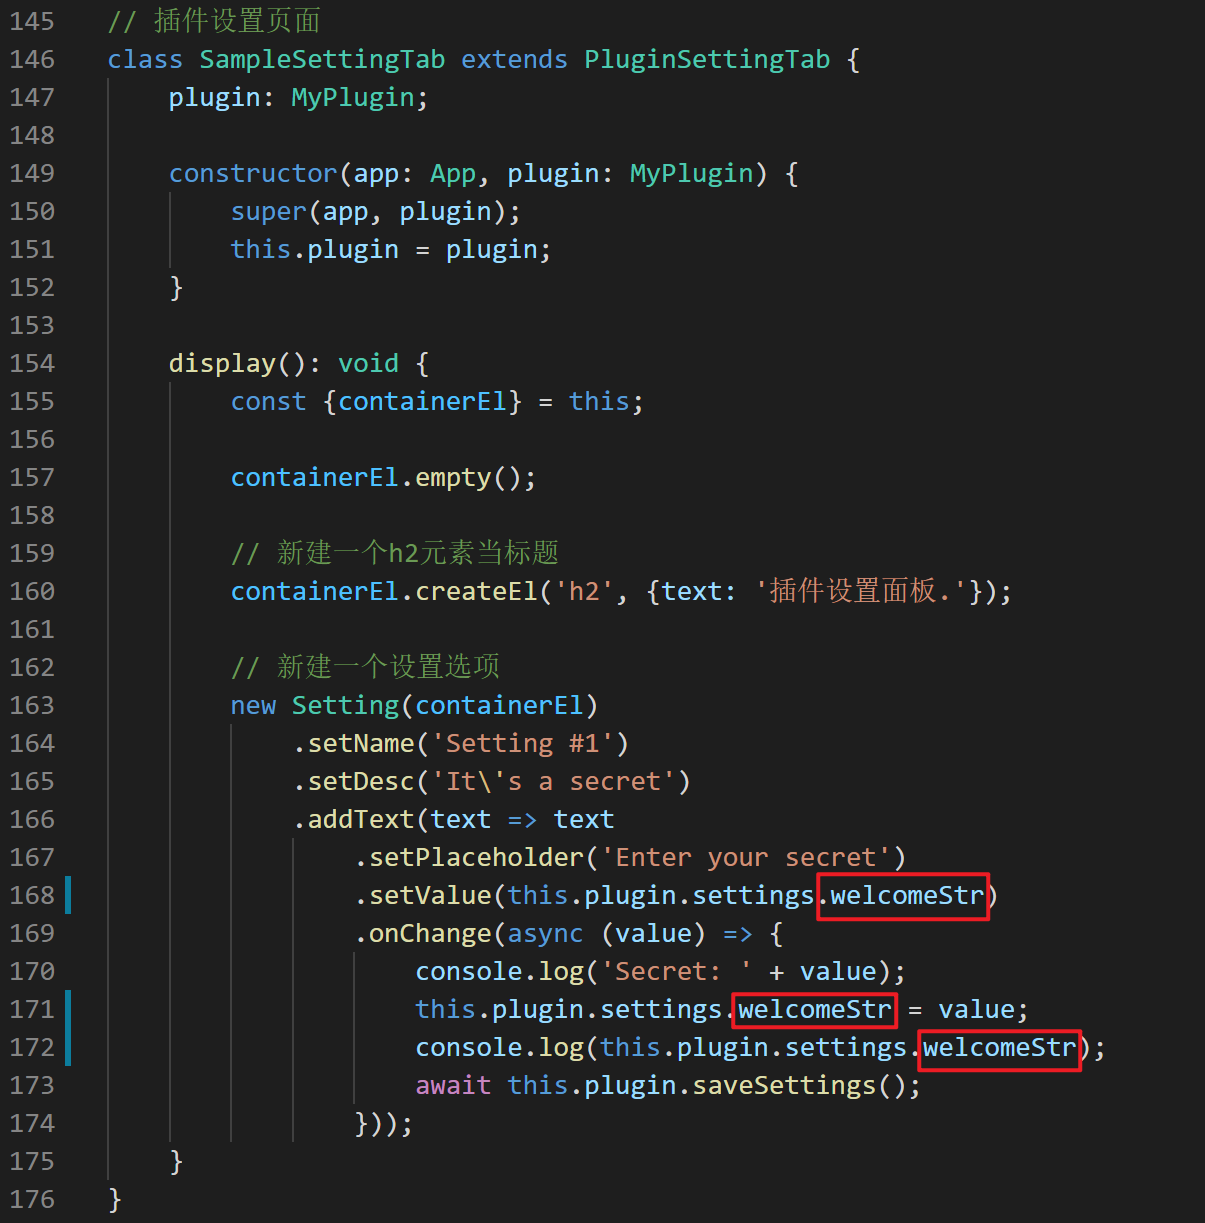 145 // 插件设置页面
146 class SampleSettingTab extends PluginSettingTab {
147 plugin: MyPlugin;
148
149 constructor(app: App, plugin: MyPlugin) {
150 super(app, plugin);
151 this.plugin = plugin;
152 }
153
154 display(): void {
155 const {containerEl} = this;
156
157 containerEl.empty();
158
159 // 新建一个h2元素当标题
160 containerEl.createEl('h2', {text: '插件设置面板.'});
161
162 // 新建一个设置选项
163 new Setting(containerEl)
164 .setName('Setting #1')
165 .setDesc('It\'s a secret')
166 .addText(text => text
167 .setPlaceholder('Enter your secret')
168 .setValue(this.plugin.settings.welcomeStr)
169 .onChange(async (value) => {
170 console.log('Secret: ' + value);
171 this.plugin.settings.welcomeStr = value;
172 console.log(this.plugin.settings.welcomeStr);
173 await this.plugin.saveSettings();
174 }));
175 }
176 }